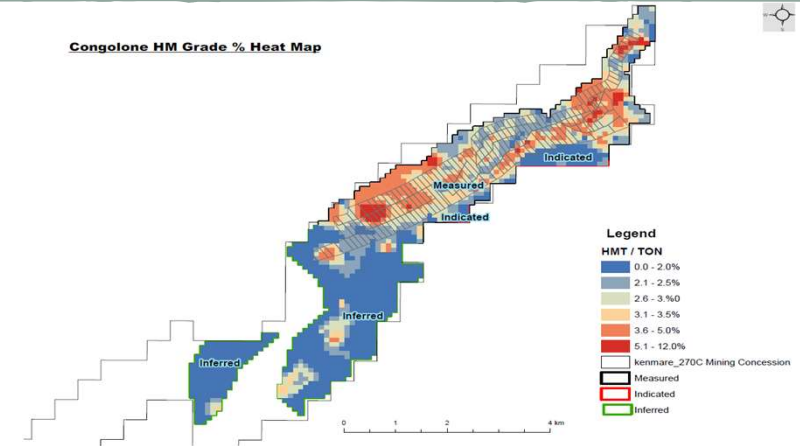 Congolone HM Grade % Heat Map
Indicated
Measured
Indicated
Inferred
Inferred
Legend
HMT / TON
0.0 - 2.0%
2.1 - 2.5%
2.6 - 3.%0
3.1 - 3.5%
3.6 - 5.0%
5.1 - 12.0%
kenmare_270C Mining Concession
Measured
Indicated
Inferred
0 1 2 4 km